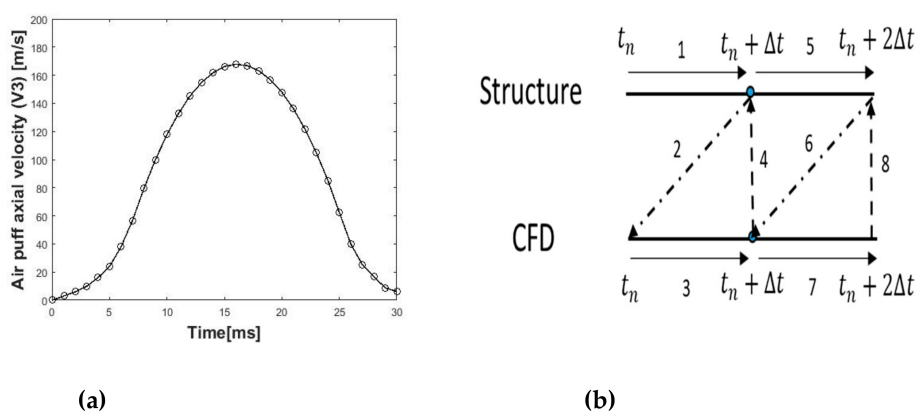 Air puff axial velocity (V3) [m/s]
200
180
160
140
120
100
80
60
40
20
0
0 5 10 15 20 25 30
Time[ms]
(a)
t_n 1 t_n + Δt 5 t_n + 2Δt
Structure
2 4 6 8
CFD
t_n 3 t_n + Δt 7 t_n + 2Δt
(b)